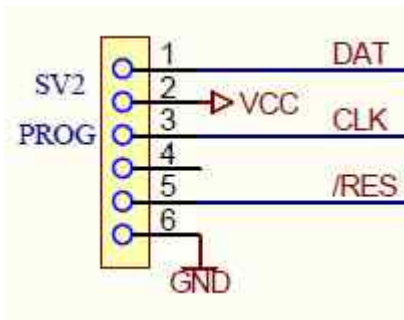 1 DAT
SV2 2 VCC
PROG 3 CLK
4
5 /RES
6
GND